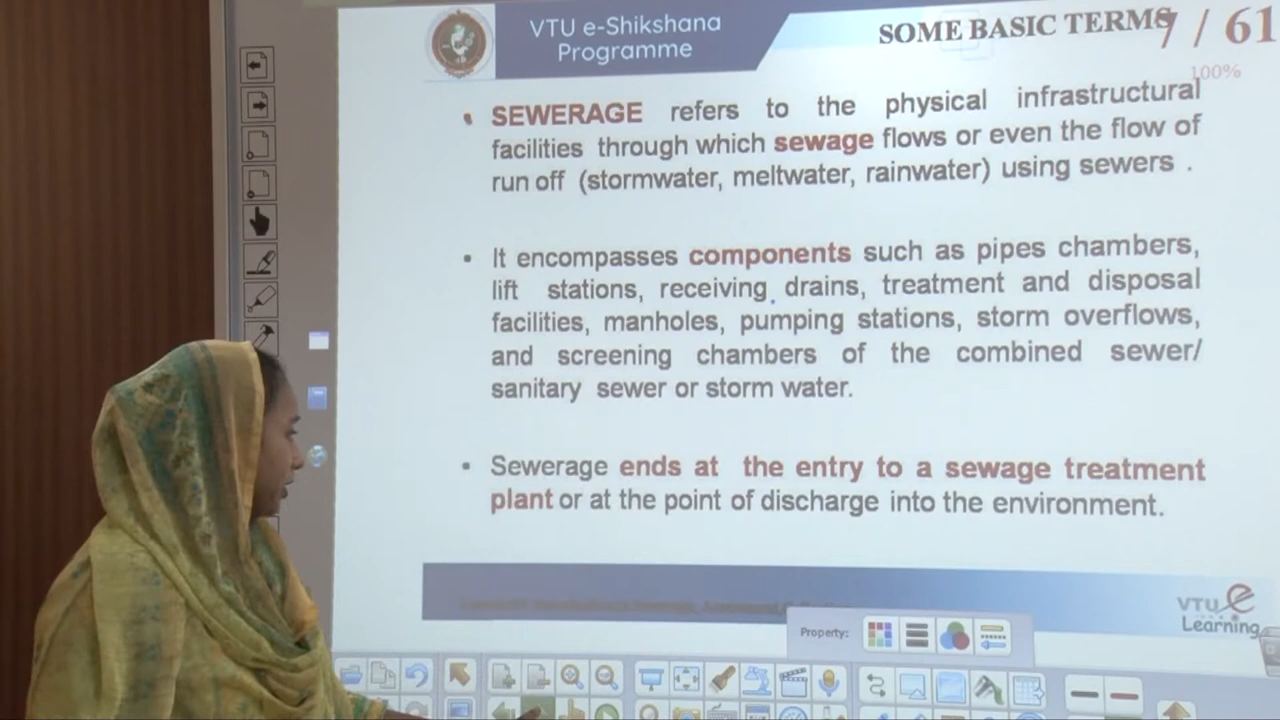 VTU e-Shikshana
Programme
SOME BASIC TERMS
7 / 61
100%
• SEWERAGE refers to the physical infrastructural
facilities through which sewage flows or even the flow of
run off (stormwater, meltwater, rainwater) using sewers .
• It encompasses components such as pipes chambers,
lift stations, receiving drains, treatment and disposal
facilities, manholes, pumping stations, storm overflows,
and screening chambers of the combined sewer/
sanitary sewer or storm water.
• Sewerage ends at the entry to a sewage treatment
plant or at the point of discharge into the environment.
VTU e
Learning
Property: